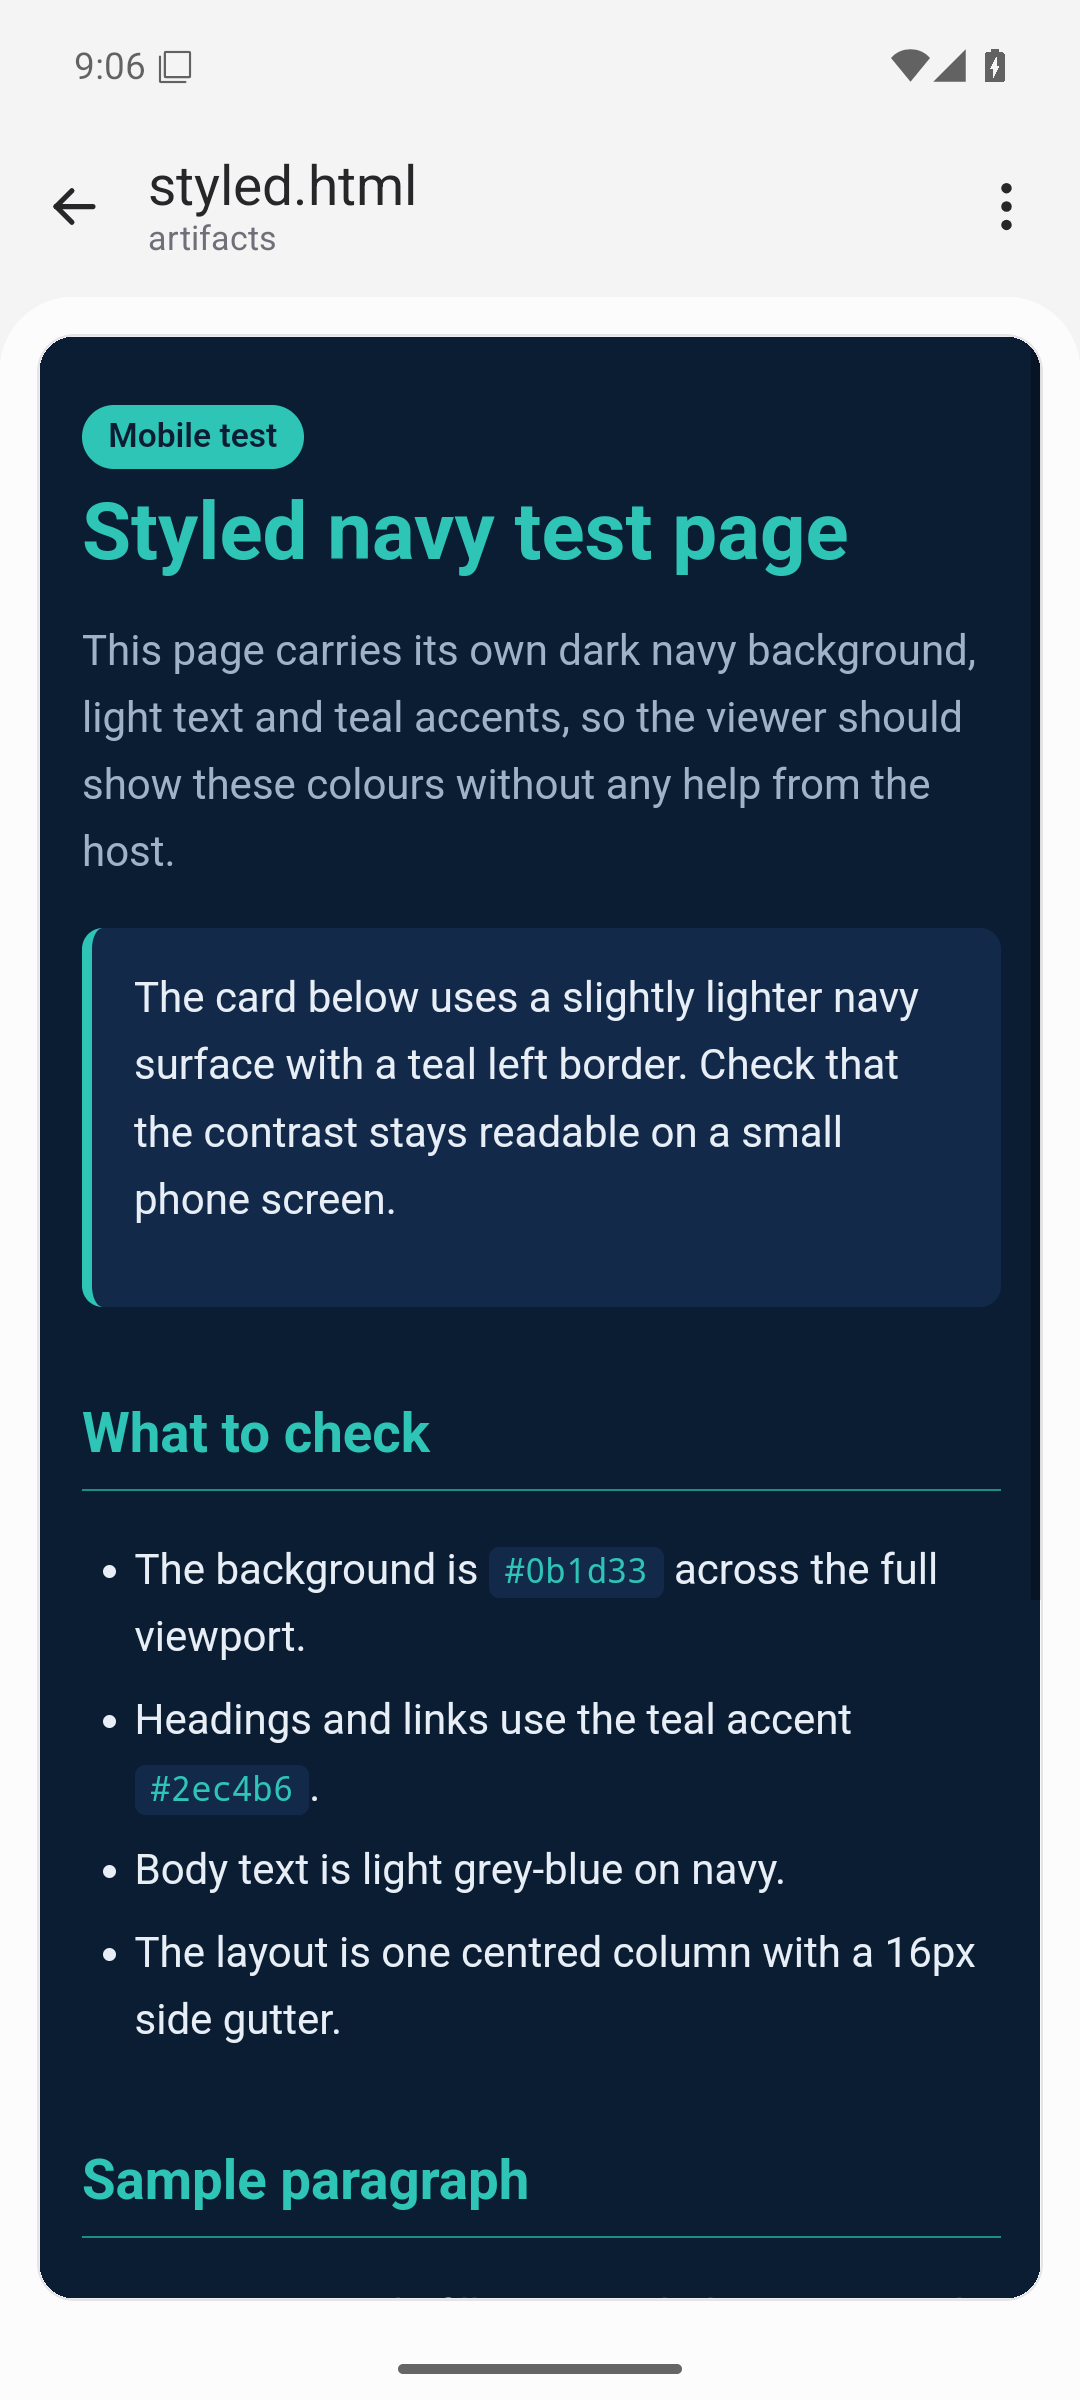 9:06
styled.html
artifacts
Mobile test
Styled navy test page
This page carries its own dark navy background,
light text and teal accents, so the viewer should
show these colours without any help from the
host.
The card below uses a slightly lighter navy
surface with a teal left border. Check that
the contrast stays readable on a small
phone screen.
What to check
The background is #0b1d33 across the full
viewport.
Headings and links use the teal accent
#2ec4b6.
Body text is light grey-blue on navy.
The layout is one centred column with a 16px
side gutter.
Sample paragraph